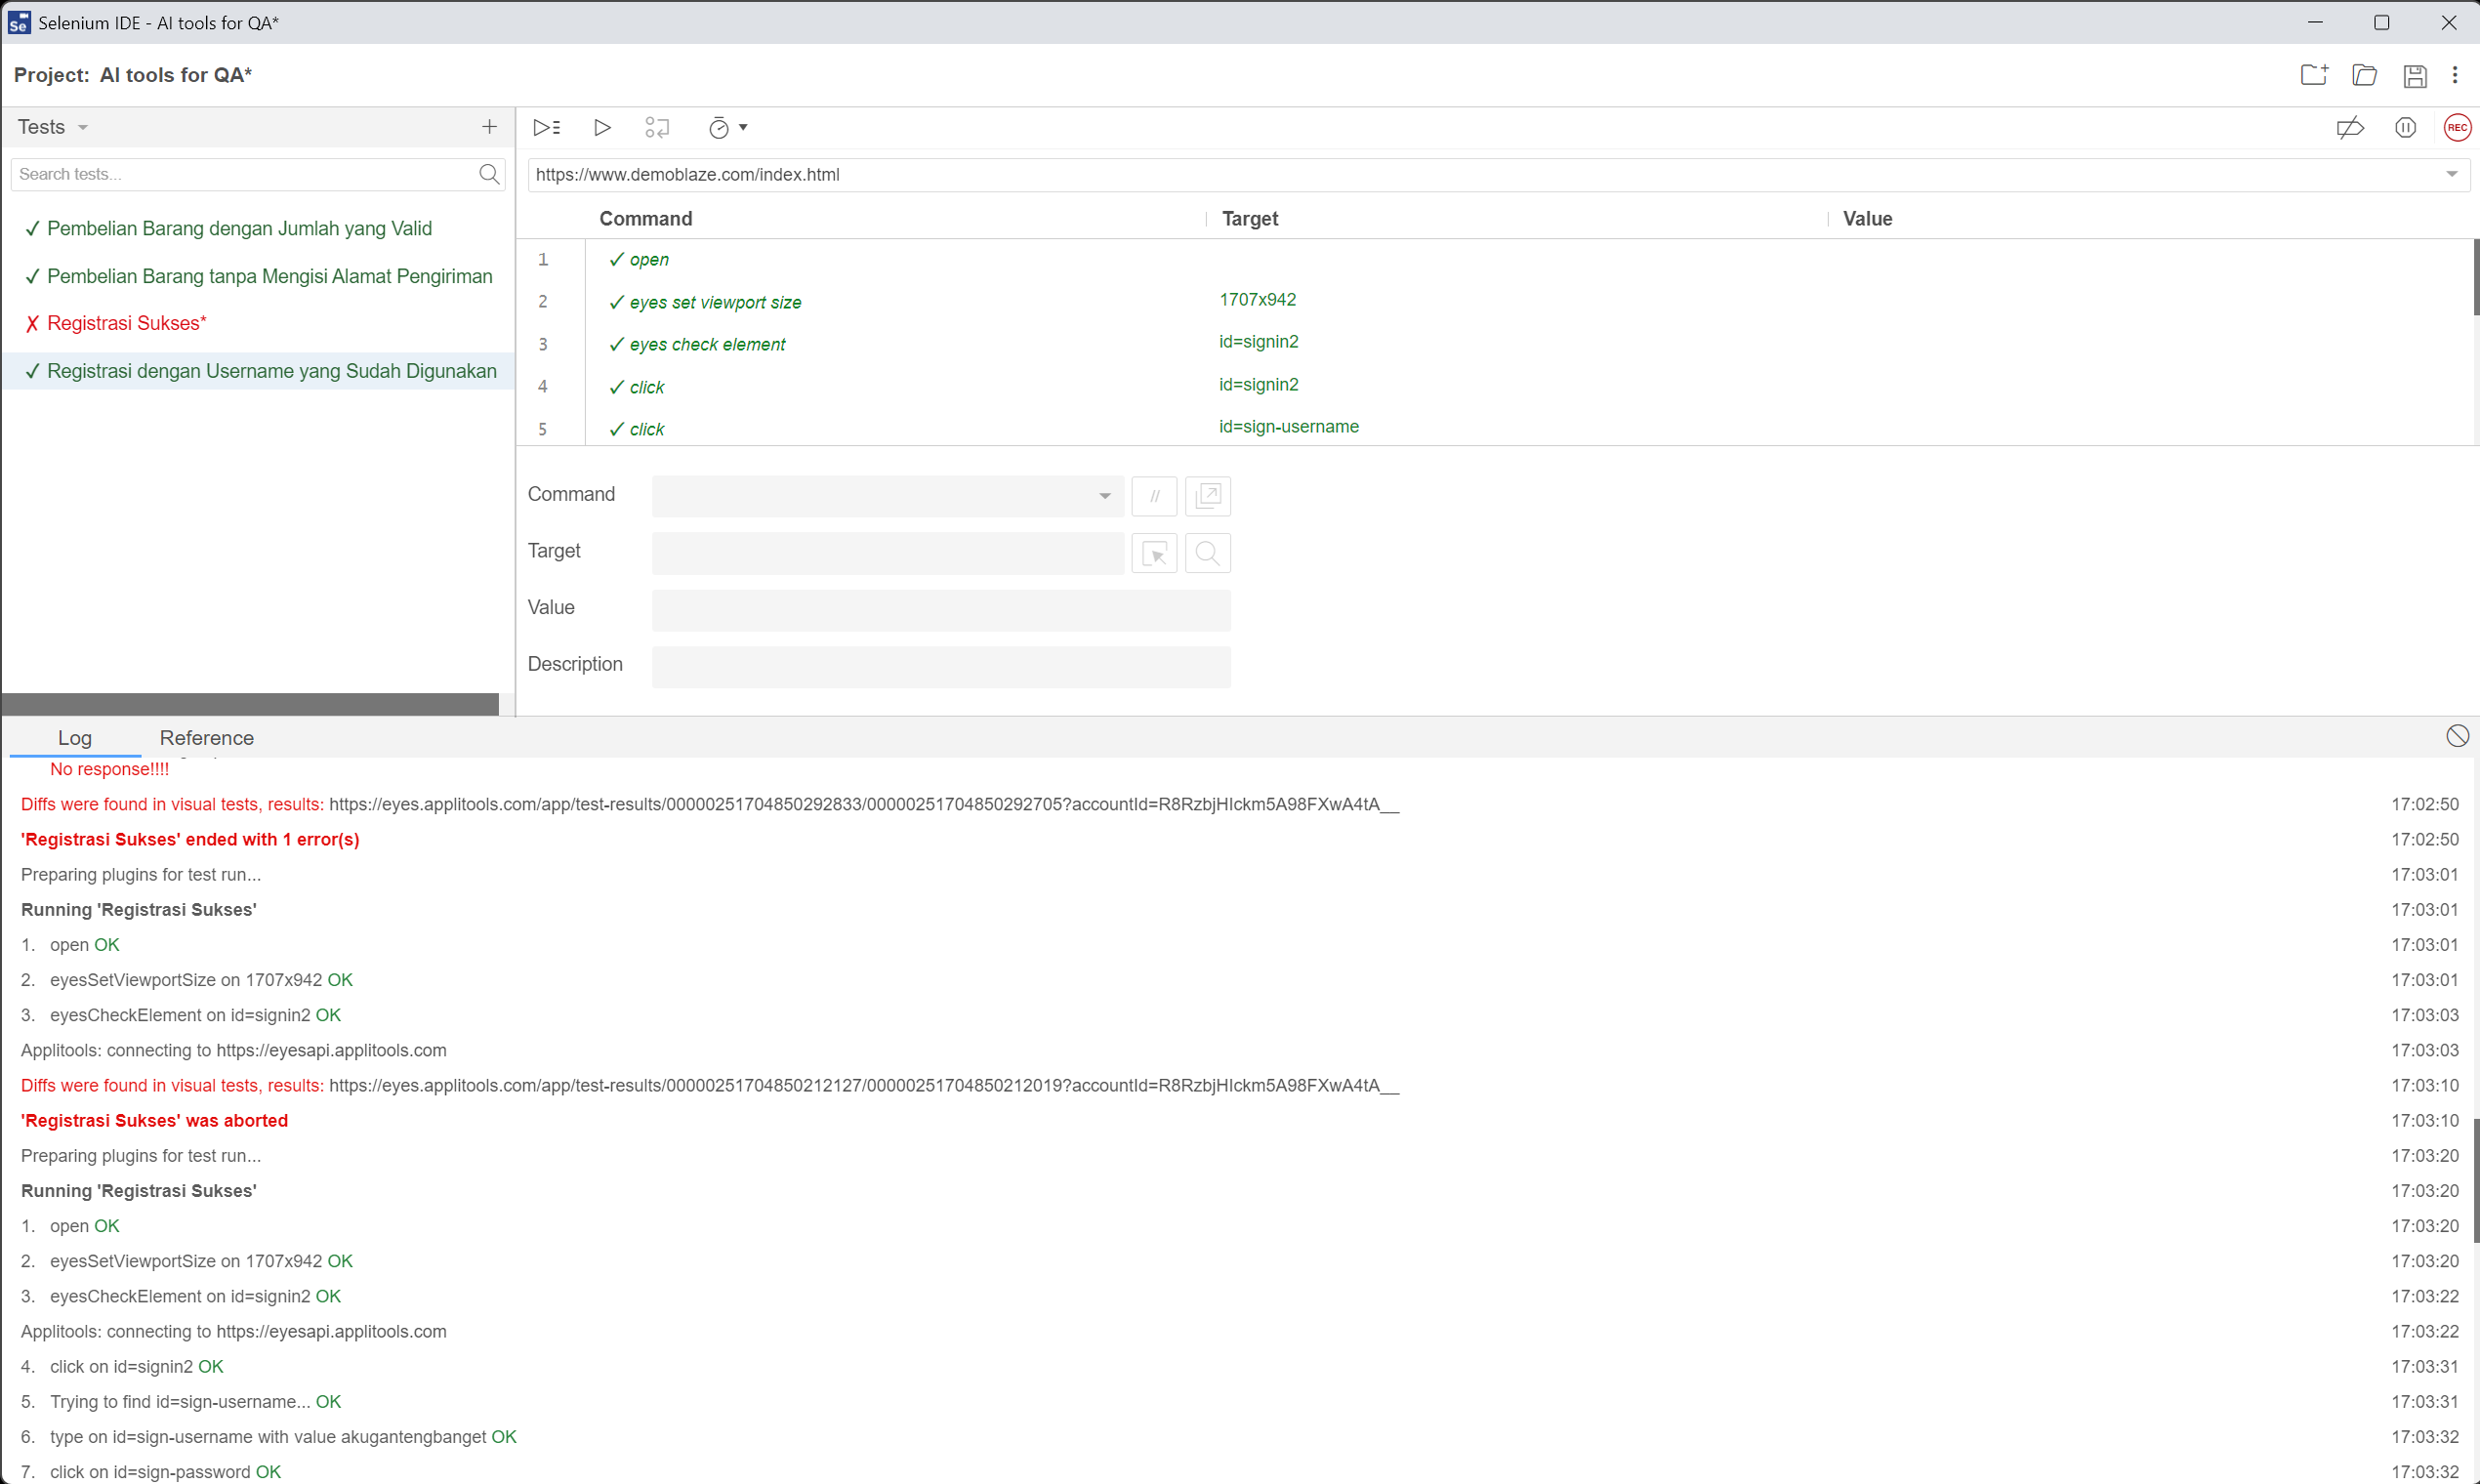 Se Selenium IDE - AI tools for QA*
Project: AI tools for QA*
Tests
REC
Search tests...
https://www.demoblaze.com/index.html
Command Target Value
✓ Pembelian Barang dengan Jumlah yang Valid
✓ Pembelian Barang tanpa Mengisi Alamat Pengiriman
✗ Registrasi Sukses*
✓ Registrasi dengan Username yang Sudah Digunakan
1 ✓ open
2 ✓ eyes set viewport size 1707x942
3 ✓ eyes check element id=signin2
4 ✓ click id=signin2
5 ✓ click id=sign-username
Command //
Target
Value
Description
Log Reference
No response!!!!
Diffs were found in visual tests, results: https://eyes.applitools.com/app/test-results/00000251704850292833/00000251704850292705?accountId=R8RzbjHIckm5A98FXwA4tA__ 17:02:50
'Registrasi Sukses' ended with 1 error(s) 17:02:50
Preparing plugins for test run... 17:03:01
Running 'Registrasi Sukses' 17:03:01
1. open OK 17:03:01
2. eyesSetViewportSize on 1707x942 OK 17:03:01
3. eyesCheckElement on id=signin2 OK 17:03:03
Applitools: connecting to https://eyesapi.applitools.com 17:03:03
Diffs were found in visual tests, results: https://eyes.applitools.com/app/test-results/00000251704850212127/00000251704850212019?accountId=R8RzbjHIckm5A98FXwA4tA__ 17:03:10
'Registrasi Sukses' was aborted 17:03:10
Preparing plugins for test run... 17:03:20
Running 'Registrasi Sukses' 17:03:20
1. open OK 17:03:20
2. eyesSetViewportSize on 1707x942 OK 17:03:20
3. eyesCheckElement on id=signin2 OK 17:03:22
Applitools: connecting to https://eyesapi.applitools.com 17:03:22
4. click on id=signin2 OK 17:03:31
5. Trying to find id=sign-username... OK 17:03:31
6. type on id=sign-username with value akugantengbanget OK 17:03:32
7. click on id=sign-password OK 17:03:32